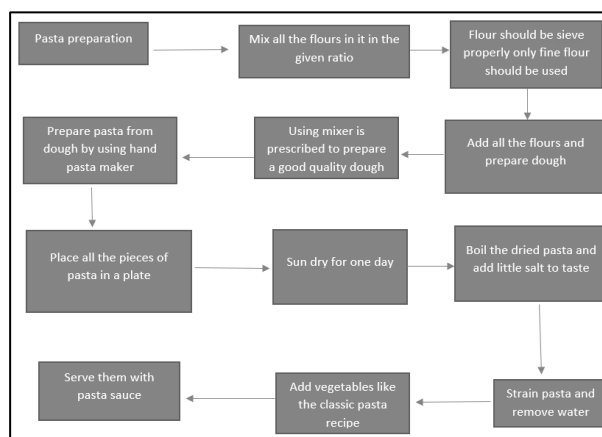 Pasta preparation
Mix all the flours in it in the
given ratio
Flour should be sieve
properly only fine flour
should be used
Add all the flours and
prepare dough
Using mixer is
prescribed to prepare
a good quality dough
Prepare pasta from
dough by using hand
pasta maker
Place all the pieces of
pasta in a plate
Sun dry for one day
Boil the dried pasta and
add little salt to taste
Strain pasta and
remove water
Add vegetables like
the classic pasta
recipe
Serve them with
pasta sauce